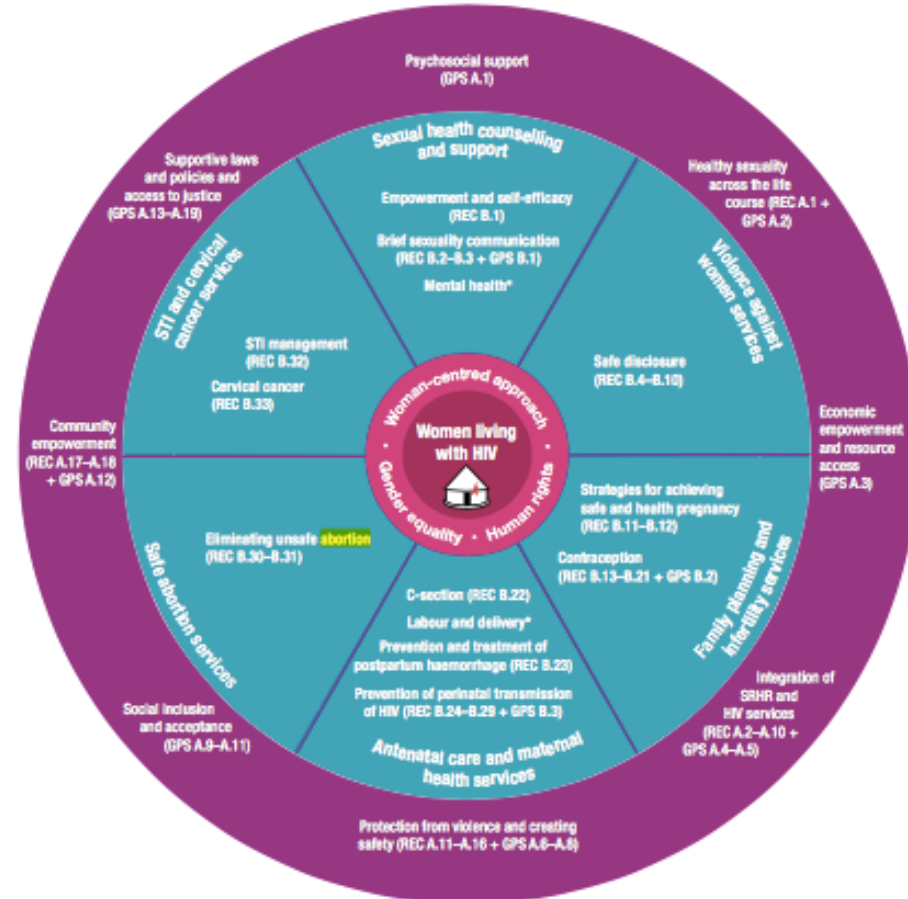 Psychosocial support
(GPS A.1)
Healthy sexuality
across the life
course (REC A.1 +
GPS A.2)
Economic
empowerment
and resource
access
(GPS A.3)
Integration of
SRHR and
HIV services
(REC A.2–A.10 +
GPS A.4–A.5)
Protection from violence and creating
safety (REC A.11–A.16 + GPS A.6–A.8)
Social inclusion
and acceptance
(GPS A.9–A.11)
Community
empowerment
(REC A.17–A.18
+ GPS A.12)
Supportive laws
and policies and
access to justice
(GPS A.13–A.19)
Sexual health counselling
and support
Empowerment and self-efficacy
(REC B.1)
Brief sexuality communication
(REC B.2–B.3 + GPS B.1)
Mental health*
Violence against
women services
Safe disclosure
(REC B.4–B.10)
Family planning and
infertility services
Strategies for achieving
safe and health pregnancy
(REC B.11–B.12)
Contraception
(REC B.13–B.21 + GPS B.2)
C-section (REC B.22)
Labour and delivery*
Prevention and treatment of
postpartum haemorrhage (REC B.23)
Prevention of perinatal transmission
of HIV (REC B.24–B.29 + GPS B.3)
Antenatal care and maternal
health services
Safe abortion services
Eliminating unsafe abortion
(REC B.30–B.31)
STI and cervical
cancer services
STI management
(REC B.32)
Cervical cancer
(REC B.33)
Woman-centred approach
• Human rights
• Gender equality •
Women living
with HIV